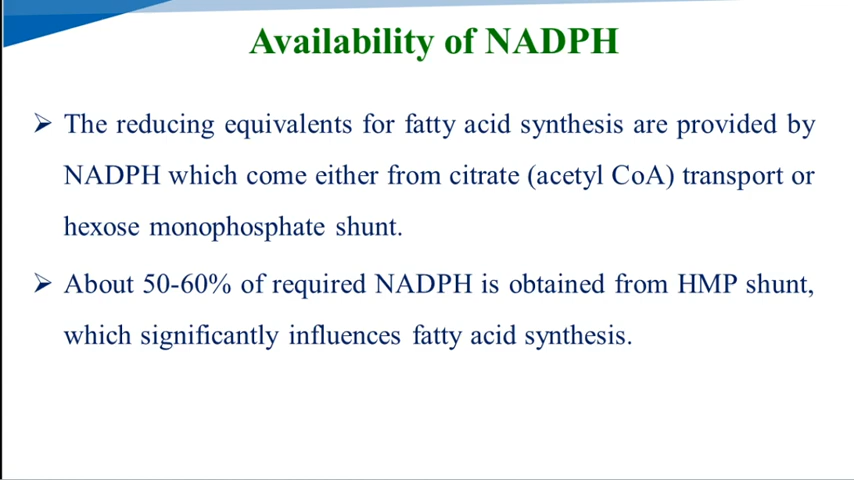 Availability of NADPH
➢ The reducing equivalents for fatty acid synthesis are provided by
NADPH which come either from citrate (acetyl CoA) transport or
hexose monophosphate shunt.
➢ About 50-60% of required NADPH is obtained from HMP shunt,
which significantly influences fatty acid synthesis.